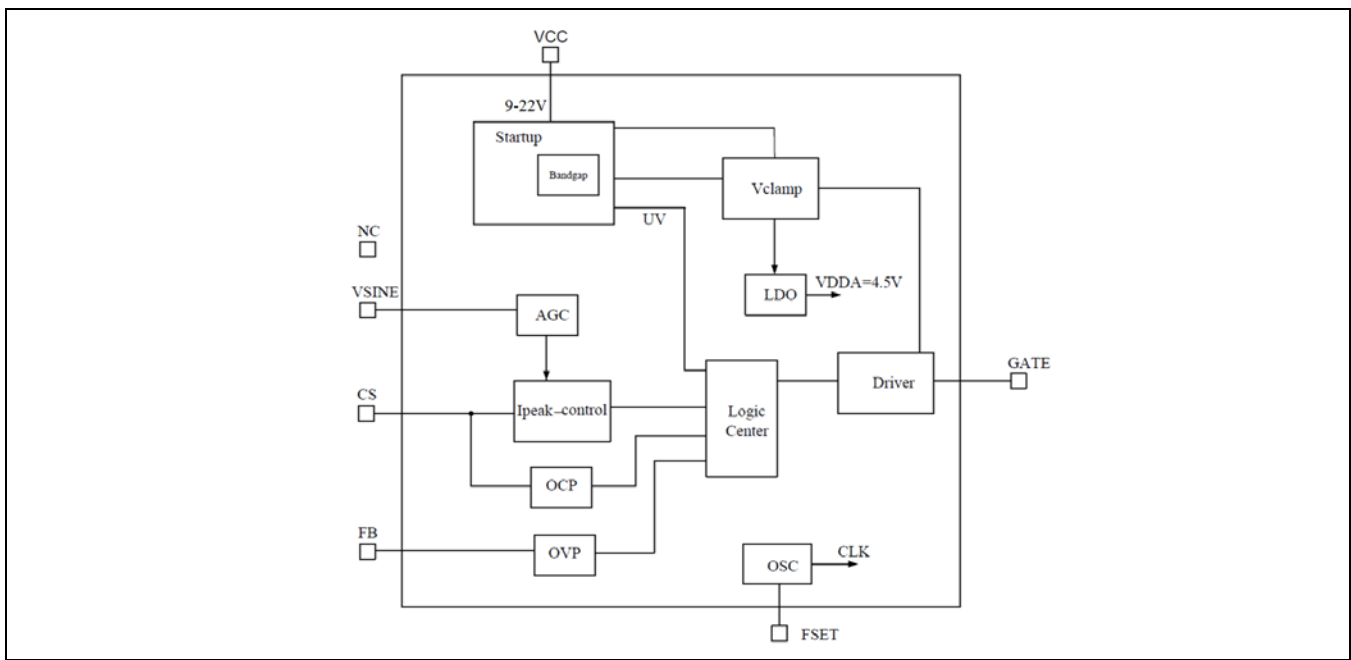 VCC
9-22V
Startup
Bandgap
Vclamp
UV
NC
VSINE
AGC
LDO
VDDA=4.5V
CS
Ipeak-control
Logic
Center
Driver
GATE
OCP
FB
OVP
OSC
CLK
FSET